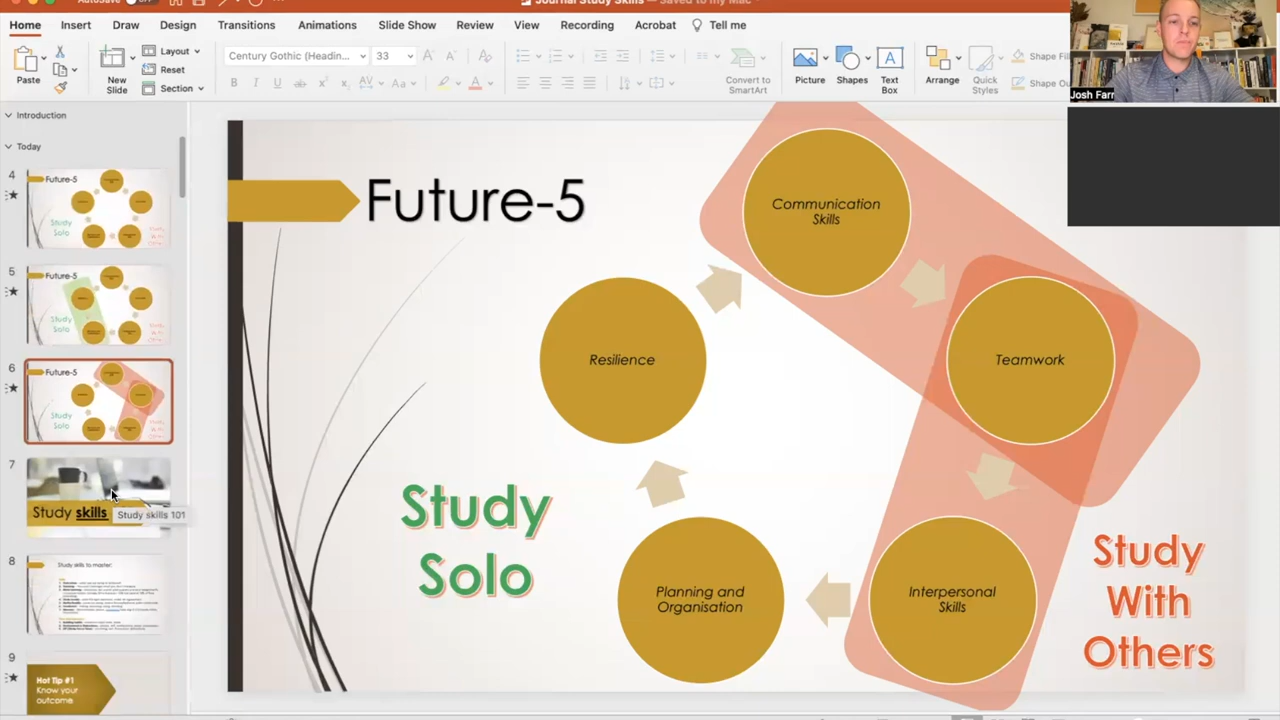 AutoSave
Journal Study Skills — Saved to my Mac
Home Insert Draw Design Transitions Animations Slide Show Review View Recording Acrobat Tell me
Paste
New
Slide
Layout
Reset
Section
Century Gothic (Headin...
33
Convert to
SmartArt
Picture
Shapes
Text
Box
Arrange
Quick
Styles
Shape
Shape
Josh Farr
Introduction
Today
4
Future-5
Study
Solo
5
Future-5
Study
Solo
6
Future-5
Study
Solo
7
Study skills
Study skills 101
8
Study skills to master:
9
Hot Tip #1
Know your
outcome
Future-5
Communication
Skills
Teamwork
Interpersonal
Skills
Planning and
Organisation
Resilience
Study
Solo
Study
With
Others